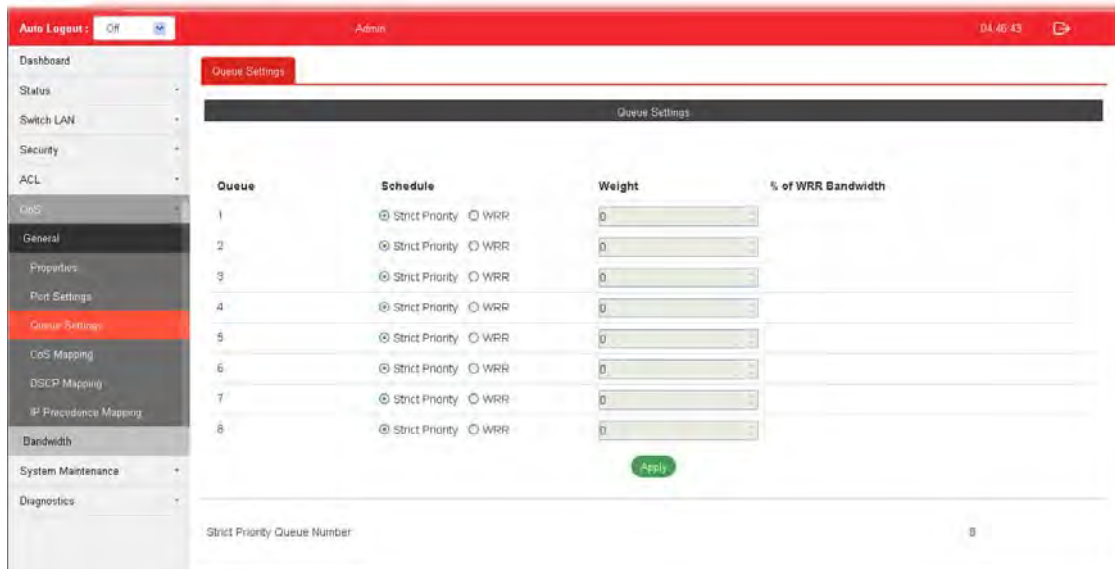 Auto Logout : Off Admin 04:46:43
Dashboard
Status
Switch LAN
Security
ACL
QoS
General
Properties
Port Settings
Queue Settings
CoS Mapping
DSCP Mapping
IP Precedence Mapping
Bandwidth
System Maintenance
Diagnostics
Queue Settings
Queue Settings
Queue Schedule Weight % of WRR Bandwidth
1 Strict Priority WRR 0
2 Strict Priority WRR 0
3 Strict Priority WRR 0
4 Strict Priority WRR 0
5 Strict Priority WRR 0
6 Strict Priority WRR 0
7 Strict Priority WRR 0
8 Strict Priority WRR 0
Apply
Strict Priority Queue Number 8